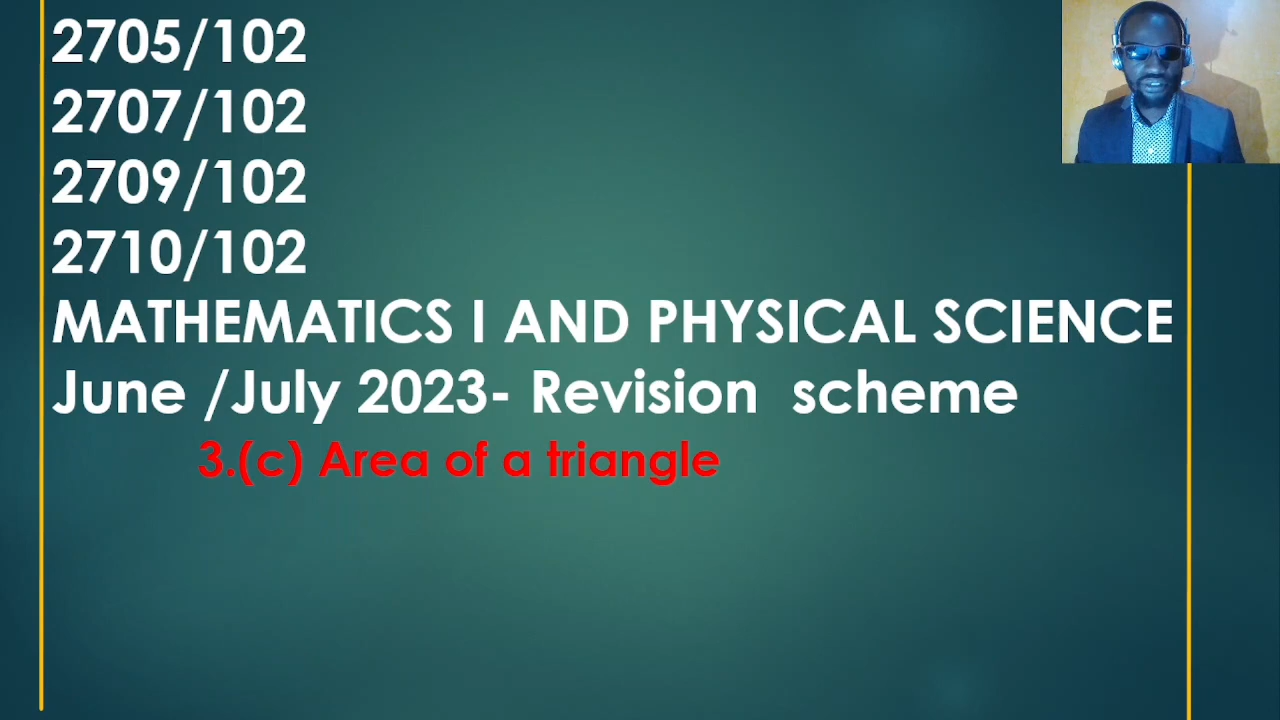 2705/102
2707/102
2709/102
2710/102
MATHEMATICS I AND PHYSICAL SCIENCE
June /July 2023- Revision scheme
3.(c) Area of a triangle